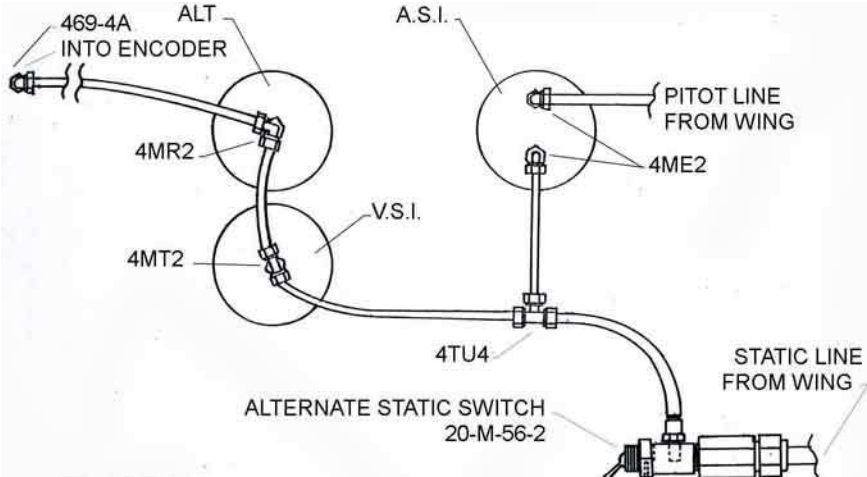 469-4A
INTO ENCODER
ALT
A.S.I.
PITOT LINE
FROM WING
4MR2
4ME2
V.S.I.
4MT2
4TU4
STATIC LINE
FROM WING
ALTERNATE STATIC SWITCH
20-M-56-2